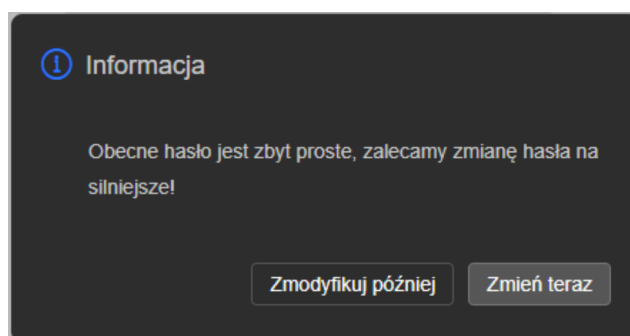 Informacja
Obecne hasło jest zbyt proste, zalecamy zmianę hasła na
silniejsze!
Zmodyfikuj później Zmień teraz